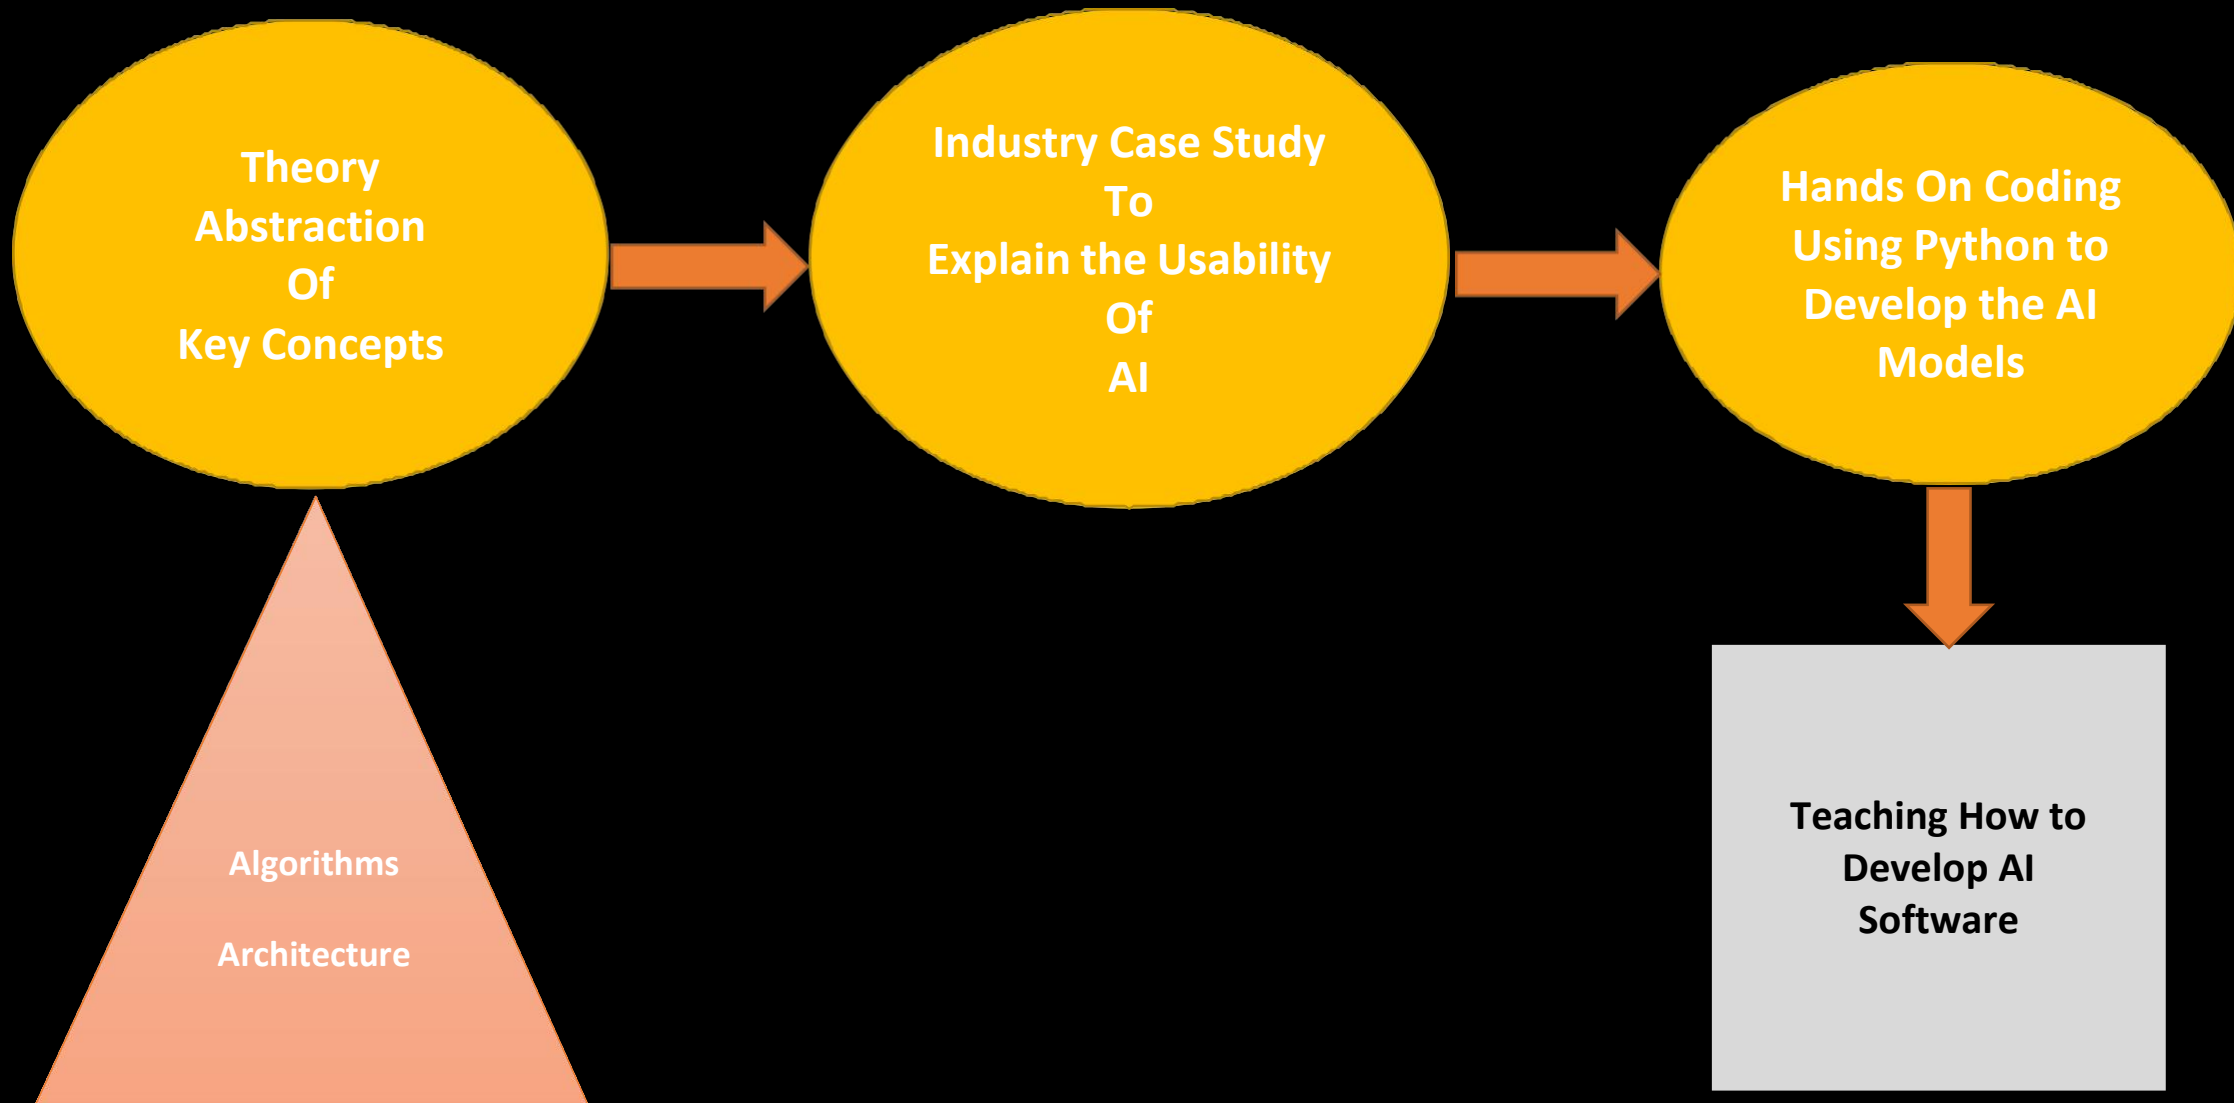 Theory
Abstraction
Of
Key Concepts
Industry Case Study
To
Explain the Usability
Of
AI
Hands On Coding
Using Python to
Develop the AI
Models
Algorithms
Architecture
Teaching How to
Develop AI
Software